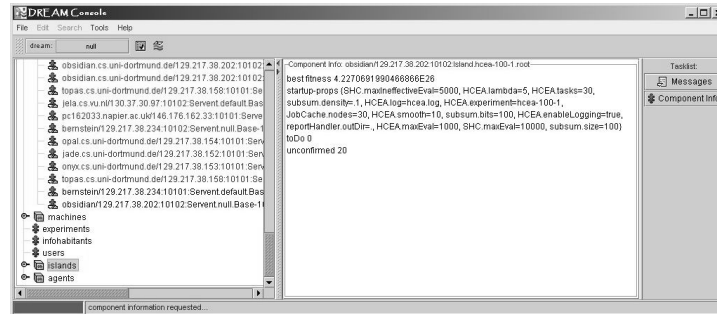 DREAM Console
File Edit Search Tools Help
dream: null
obsidian.cs.uni-dortmund.de/129.217.38.202:10102:
obsidian.cs.uni-dortmund.de/129.217.38.202:10102:
topas.cs.uni-dortmund.de/129.217.38.158:10101:Se
jela.cs.vu.nl/130.37.30.97:10102:Servent.default.Bas
pc162033.napier.ac.uk/146.176.162.33:10101:Serve
bernstein/129.217.38.234:10102:Servent.null.Base-1
opal.cs.uni-dortmund.de/129.217.38.154:10101:Serv
jade.cs.uni-dortmund.de/129.217.38.152:10101:Serv
onyx.cs.uni-dortmund.de/129.217.38.153:10101:Serv
topas.cs.uni-dortmund.de/129.217.38.158:10101:Se
bernstein/129.217.38.234:10101:Servent.default.Bas
obsidian/129.217.38.202:10102:Servent.null.Base-1
machines
experiments
infohabitants
users
islands
agents
Component Info: obsidian/129.217.38.202:10102:Island.hcea-100-1.root
best fitness 4.2270691990466866E26
startup-props {SHC.maxIneffectiveEval=5000, HCEA.lambda=5, HCEA.tasks=30,
subsum.density=.1, HCEA.log=hcea.log, HCEA.experiment=hcea-100-1,
JobCache.nodes=30, HCEA.smooth=10, subsum.bits=100, HCEA.enableLogging=true,
reportHandler.outDir=., HCEA.maxEval=1000, SHC.maxEval=10000, subsum.size=100}
toDo 0
unconfirmed 20
Tasklist:
Messages
Component Info
component information requested...